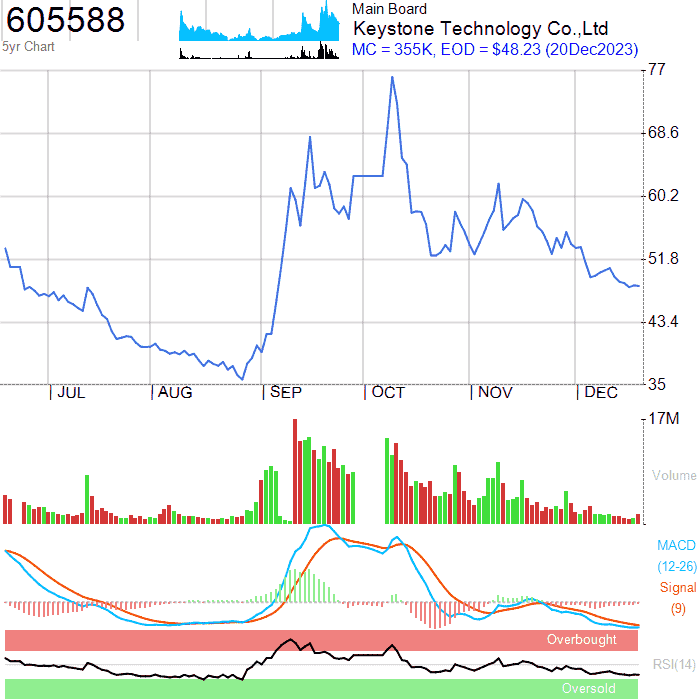 605588
5yr Chart
Main Board
Keystone Technology Co.,Ltd
MC = 355K, EOD = $48.23 (20Dec2023)
77
68.6
60.2
51.8
43.4
35
JUL AUG SEP OCT NOV DEC
17M
Volume
MACD
(12-26)
Signal
(9)
Overbought
RSI(14)
Oversold